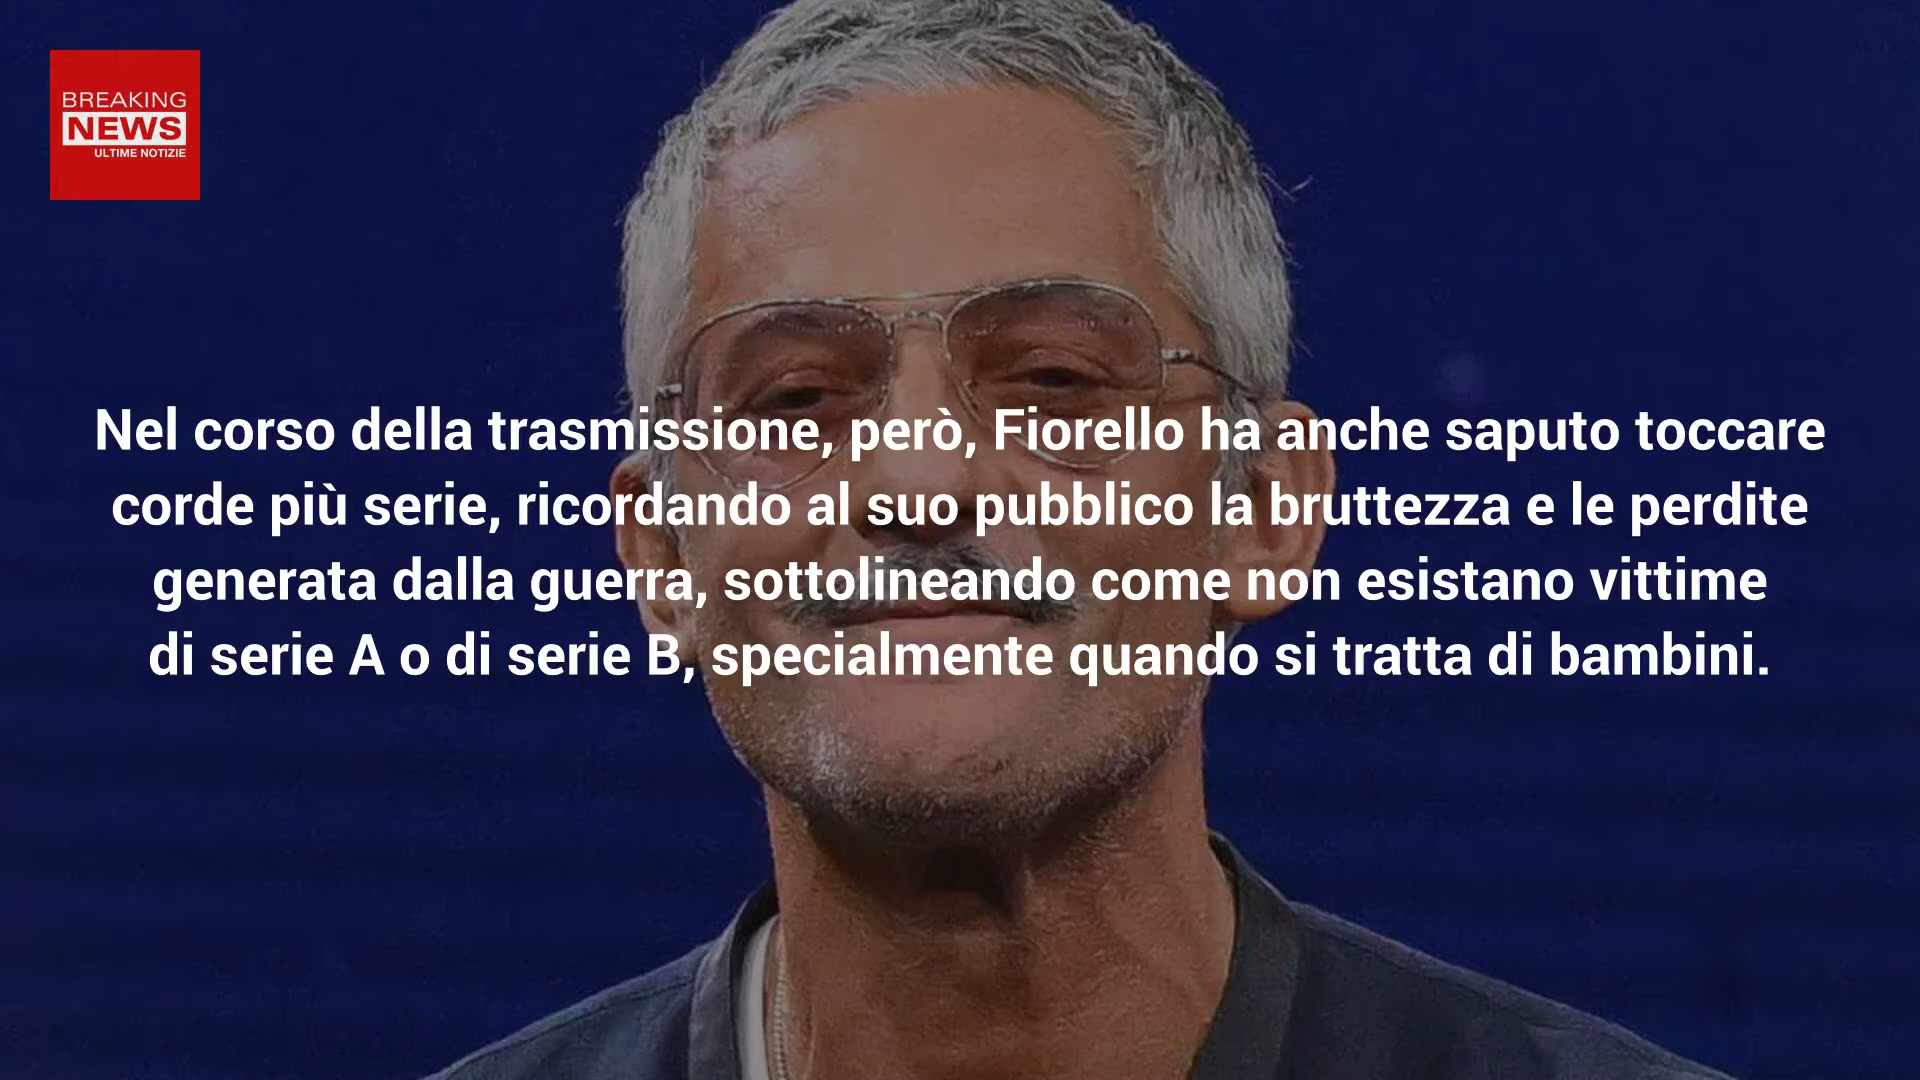 BREAKING
NEWS
ULTIME NOTIZIE
Nel corso della trasmissione, però, Fiorello ha anche saputo toccare
corde più serie, ricordando al suo pubblico la bruttezza e le perdite
generata dalla guerra, sottolineando come non esistano vittime
di serie A o di serie B, specialmente quando si tratta di bambini.